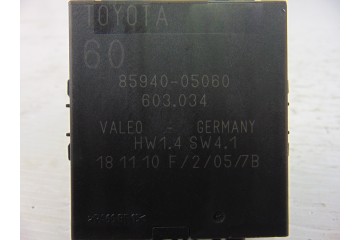 TOYOTA
60
85940-05060
603.034
VALEO - GERMANY
HW1.4 SW4.1
18 11 10 F/2/05/7B